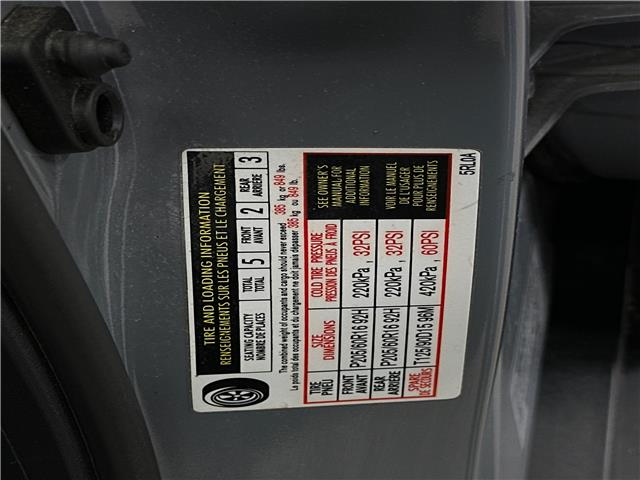 TIRE AND LOADING INFORMATION
RENSEIGNEMENTS SUR LES PNEUS ET LE CHARGEMENT
SEATING CAPACITY TOTAL 5 FRONT 2 REAR 3
NOMBRE DE PLACES TOTAL AVANT ARRIÈRE
The combined weight of occupants and cargo should never exceed 385 kg or 849 lbs.
Le poids total des occupants et du chargement ne doit jamais dépasser 385 kg ou 849 lb.
TIRE SIZE COLD TIRE PRESSURE
PNEU DIMENSIONS PRESSION DES PNEUS À FROID
FRONT AVANT P205/60R16 92H 220kPa, 32PSI
REAR ARRIÈRE P205/60R16 92H 220kPa, 32PSI
SPARE DE SECOURS T125/90D15 96M 420kPa, 60PSI
SEE OWNER'S
MANUAL FOR
ADDITIONAL
INFORMATION
VOIR LE MANUEL
DE L'USAGER
POUR PLUS DE
RENSEIGNEMENTS
5RL0A